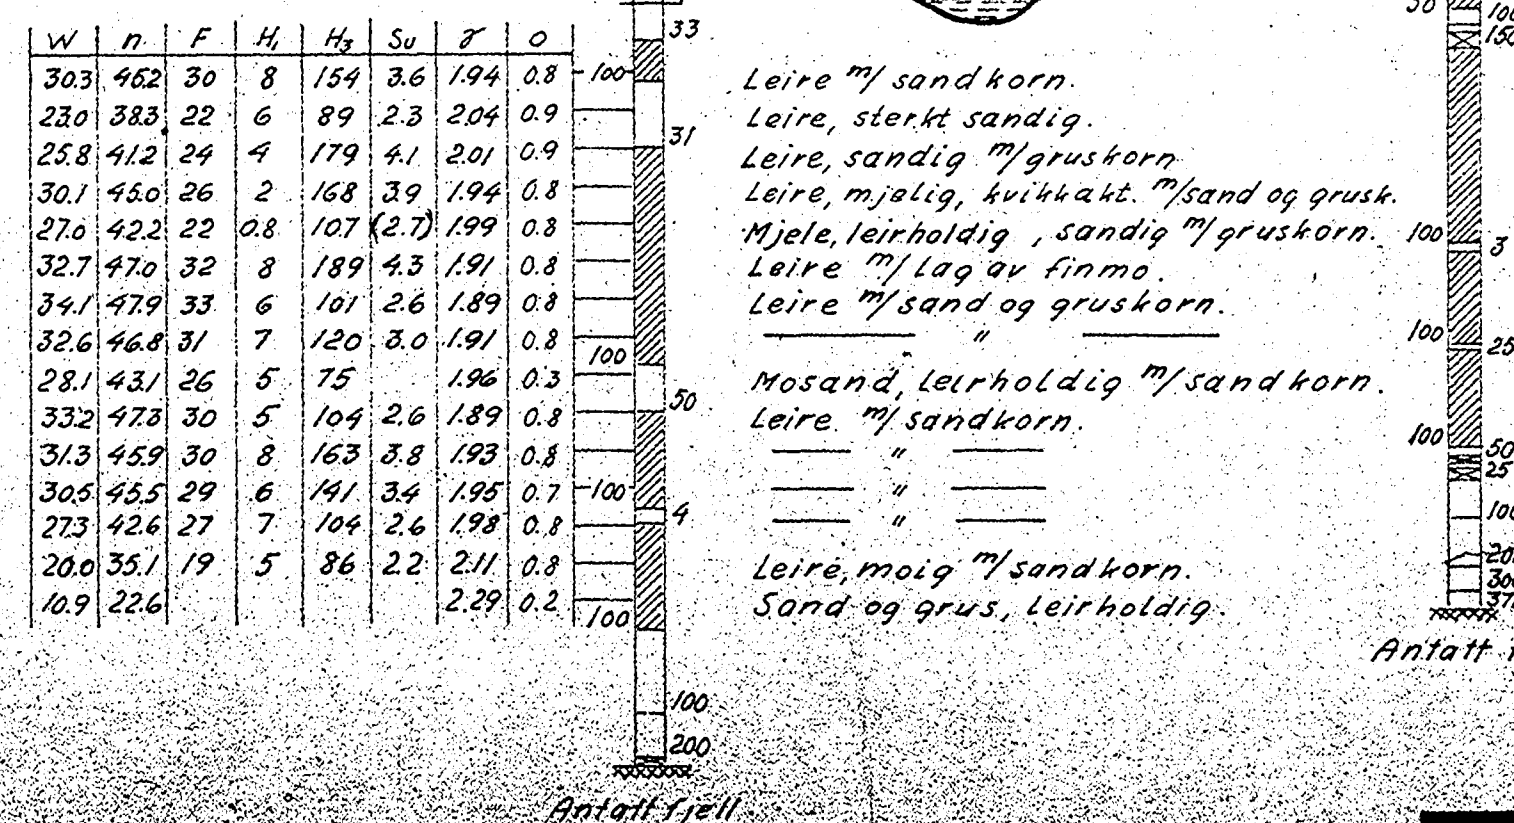 W n F H₁ H₃ Su γ O
30.3 46.2 30 8 154 3.6 1.94 0.8 Leire m/ sandkorn.
23.0 38.3 22 6 89 2.3 2.04 0.9 Leire, sterkt sandig.
25.8 41.2 24 4 179 4.1 2.01 0.9 Leire, sandig m/gruskorn
30.1 45.0 26 2 168 3.9 1.94 0.8 Leire, mjelig, kvikkakt. m/sand og grusk.
27.0 42.2 22 0.8 107 (2.7) 1.99 0.8 Mjele, leirholdig, sandig m/gruskorn.
32.7 47.0 32 8 189 4.3 1.91 0.8 Leire m/ lag av finmo.
34.1 47.9 33 6 101 2.6 1.89 0.8 Leire m/sand og gruskorn.
32.6 46.8 31 7 120 3.0 1.91 0.8 "
28.1 43.1 26 5 75 1.96 0.3 Mosand, leirholdig m/sandkorn.
33.2 47.3 30 5 104 2.6 1.89 0.8 Leire m/ sandkorn.
31.3 45.9 30 8 163 3.8 1.93 0.8 "
30.5 45.5 29 6 141 3.4 1.95 0.7 "
27.3 42.6 27 7 104 2.6 1.98 0.8 "
20.0 35.1 19 5 86 2.2 2.11 0.8 Leire, moig m/sandkorn.
10.9 22.6 2.29 0.2 Sand og grus, leirholdig.
33
100
31
100
50
100
4
100
100
200
Antatt fjell
150
100
3
100
25
100
50
25
Antatt